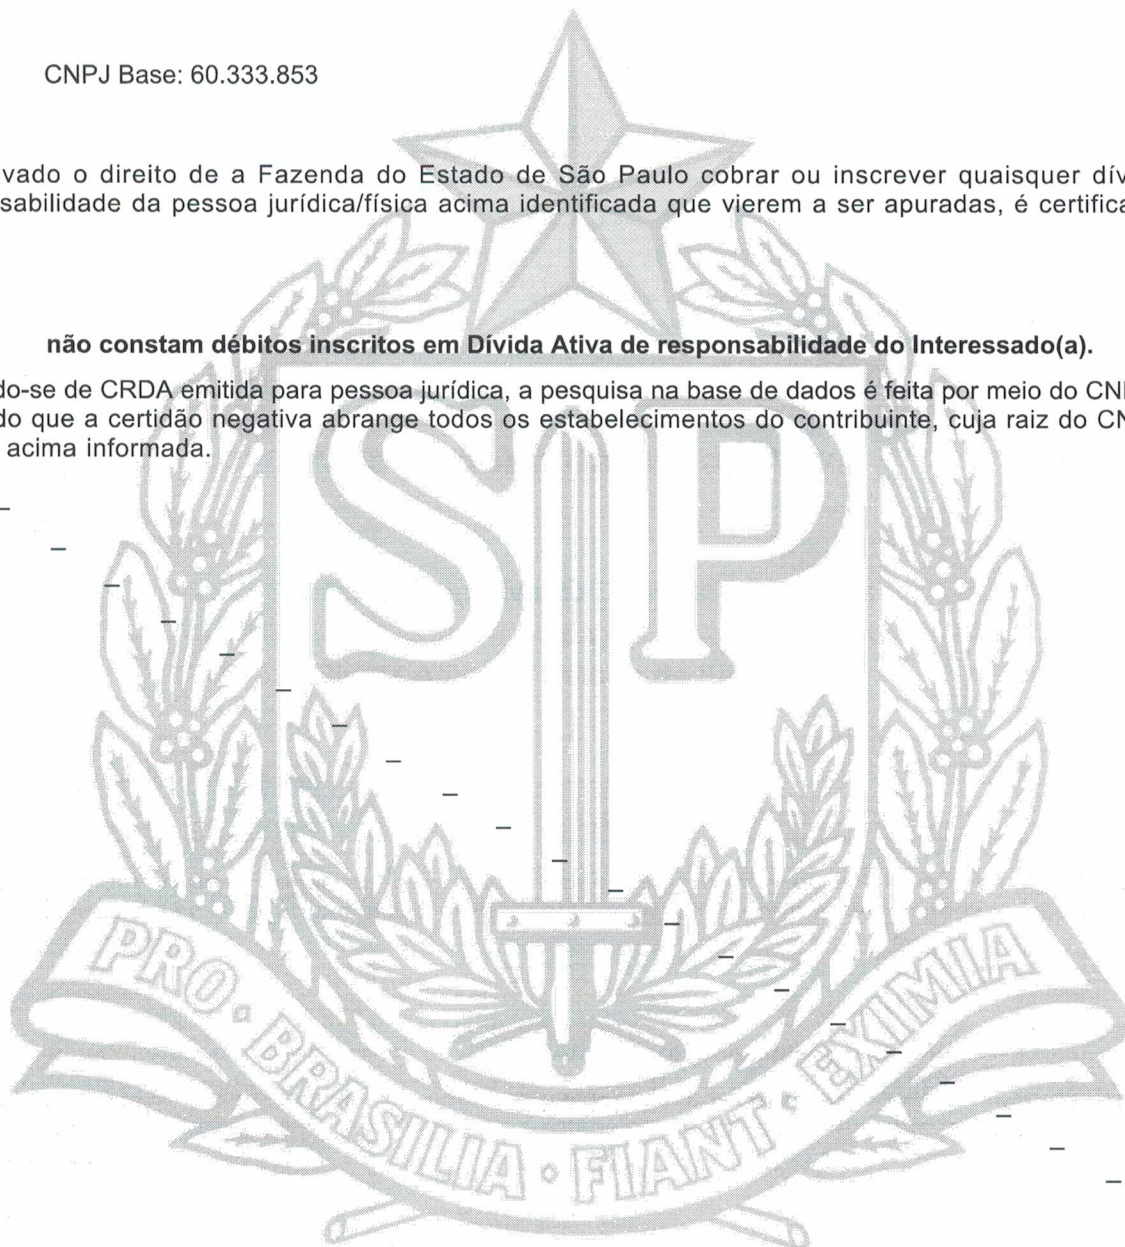 CNPJ Base: 60.333.853
vado o direito de a Fazenda do Estado de São Paulo cobrar ou inscrever quaisquer dív
sabilidade da pessoa jurídica/física acima identificada que vierem a ser apuradas, é certifica
não constam débitos inscritos em Dívida Ativa de responsabilidade do Interessado(a).
do-se de CRDA emitida para pessoa jurídica, a pesquisa na base de dados é feita por meio do CN
do que a certidão negativa abrange todos os estabelecimentos do contribuinte, cuja raiz do CN
acima informada.
SP
PRO · BRASILIA · FIANT · EXIMIA